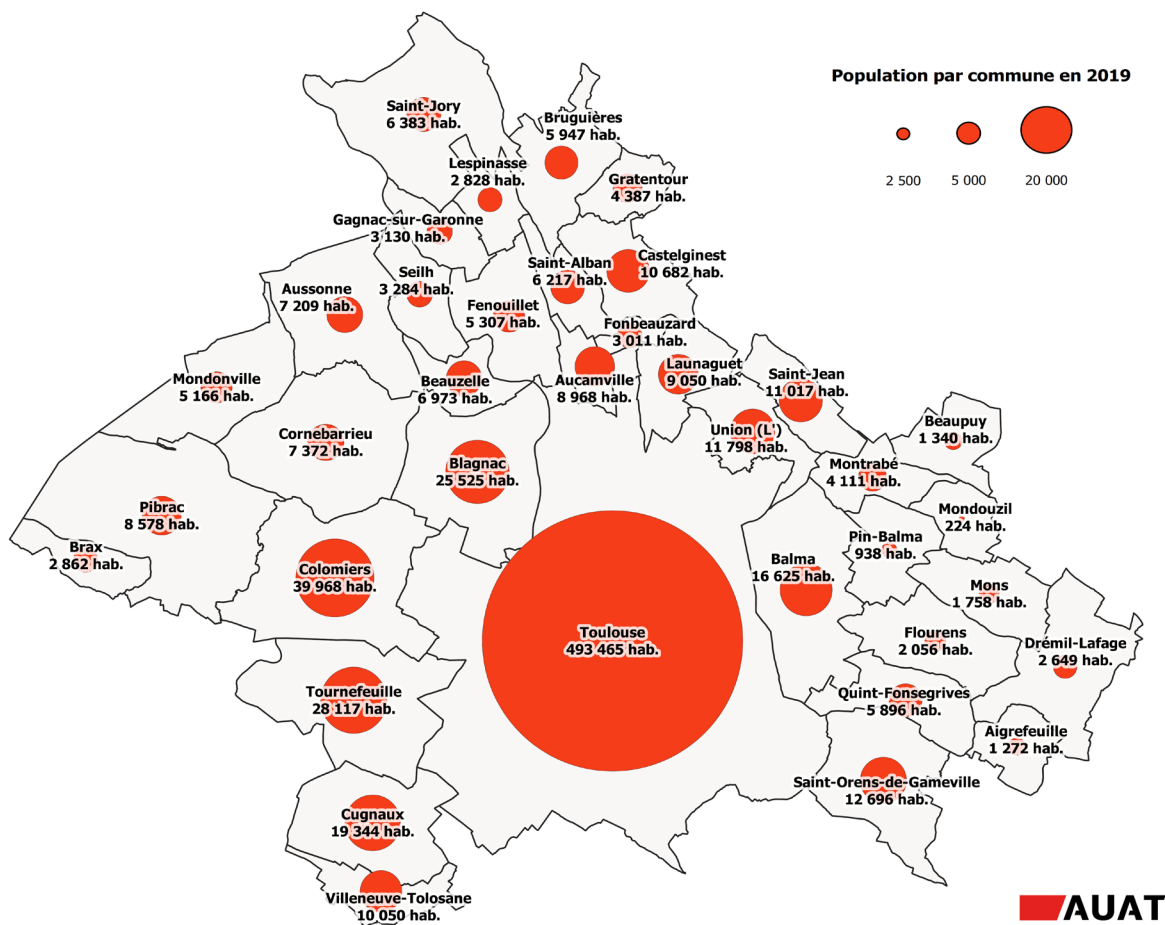 Population par commune en 2019
2 500
5 000
20 000
Saint-Jory
6 383 hab.
Bruguières
5 947 hab.
Lespinasse
2 828 hab.
Gratentour
4 387 hab.
Gagnac-sur-Garonne
3 130 hab.
Saint-Alban
6 217 hab.
Castelginest
10 682 hab.
Seilh
3 284 hab.
Aussonne
7 209 hab.
Fenouillet
5 307 hab.
Fonbeauzard
3 011 hab.
Mondonville
5 166 hab.
Beauzelle
6 973 hab.
Aucamville
8 968 hab.
Launaguet
9 050 hab.
Saint-Jean
11 017 hab.
Cornebarrieu
7 372 hab.
Union (L')
11 798 hab.
Beaupuy
1 340 hab.
Blagnac
25 525 hab.
Montrabé
4 111 hab.
Pibrac
8 578 hab.
Mondouzil
224 hab.
Brax
2 862 hab.
Pin-Balma
938 hab.
Colomiers
39 968 hab.
Balma
16 625 hab.
Mons
1 758 hab.
Toulouse
493 465 hab.
Flourens
2 056 hab.
Drémil-Lafage
2 649 hab.
Tournefeuille
28 117 hab.
Quint-Fonsegrives
5 896 hab.
Aigrefeuille
1 272 hab.
Saint-Orens-de-Gameville
12 696 hab.
Cugnaux
19 344 hab.
Villeneuve-Tolosane
10 050 hab.
AUAT